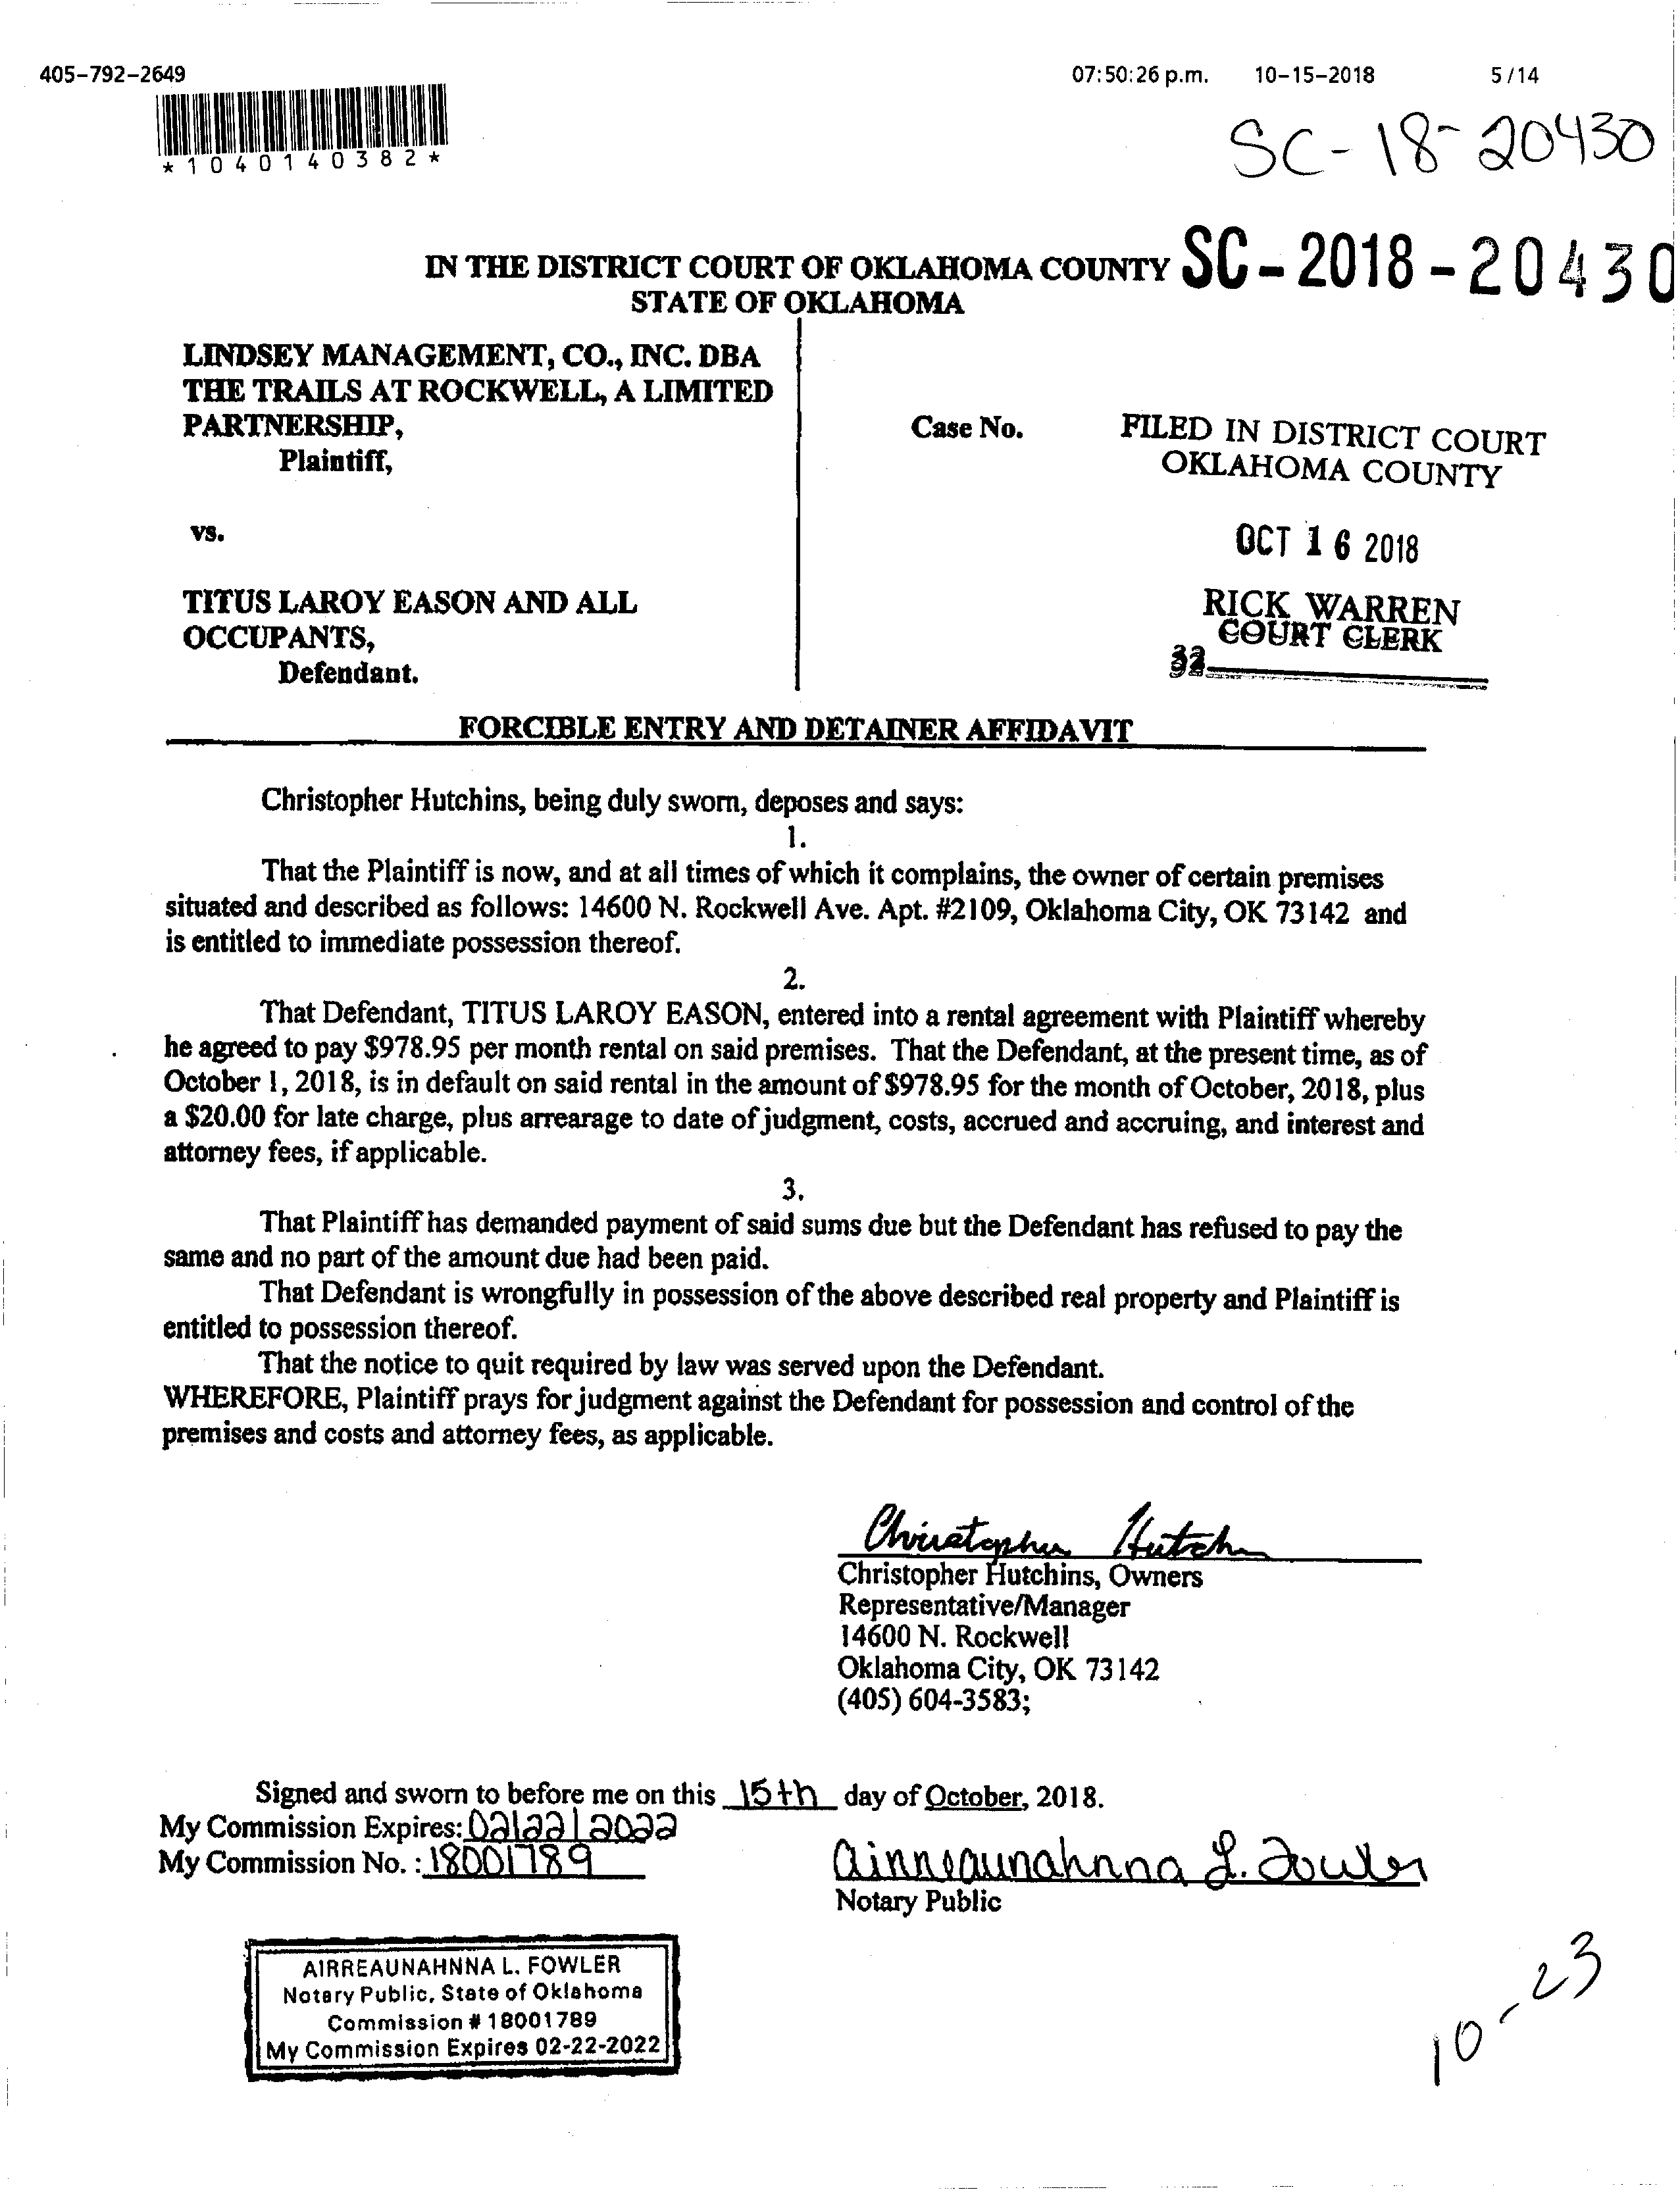 405-792-2649 07:50:26 p.m. 10-15-2018 5 / 14
*1040140382*
SC-18-20430
IN THE DISTRICT COURT OF OKLAHOMA COUNTY SC-2018-20430
STATE OF OKLAHOMA
LINDSEY MANAGEMENT, CO., INC. DBA
THE TRAILS AT ROCKWELL, A LIMITED
PARTNERSHIP,
Plaintiff,
Case No.
FILED IN DISTRICT COURT
OKLAHOMA COUNTY
vs.
OCT 16 2018
TITUS LAROY EASON AND ALL
OCCUPANTS,
Defendant.
RICK WARREN
COURT CLERK
32
FORCIBLE ENTRY AND DETAINER AFFIDAVIT
Christopher Hutchins, being duly sworn, deposes and says:
1.
That the Plaintiff is now, and at all times of which it complains, the owner of certain premises
situated and described as follows: 14600 N. Rockwell Ave. Apt. #2109, Oklahoma City, OK 73142 and
is entitled to immediate possession thereof.
2.
That Defendant, TITUS LAROY EASON, entered into a rental agreement with Plaintiff whereby
he agreed to pay $978.95 per month rental on said premises. That the Defendant, at the present time, as of
October 1, 2018, is in default on said rental in the amount of $978.95 for the month of October, 2018, plus
a $20.00 for late charge, plus arrearage to date of judgment, costs, accrued and accruing, and interest and
attorney fees, if applicable.
3.
That Plaintiff has demanded payment of said sums due but the Defendant has refused to pay the
same and no part of the amount due had been paid.
That Defendant is wrongfully in possession of the above described real property and Plaintiff is
entitled to possession thereof.
That the notice to quit required by law was served upon the Defendant.
WHEREFORE, Plaintiff prays for judgment against the Defendant for possession and control of the
premises and costs and attorney fees, as applicable.
Christopher Hutchins
Christopher Hutchins, Owners
Representative/Manager
14600 N. Rockwell
Oklahoma City, OK 73142
(405) 604-3583;
Signed and sworn to before me on this 15th day of October, 2018.
My Commission Expires: 02/22/2022
My Commission No. : 18001789
Airreaunahnna L. Fowler
Notary Public
AIRREAUNAHNNA L. FOWLER
Notary Public, State of Oklahoma
Commission # 18001789
My Commission Expires 02-22-2022
10-23